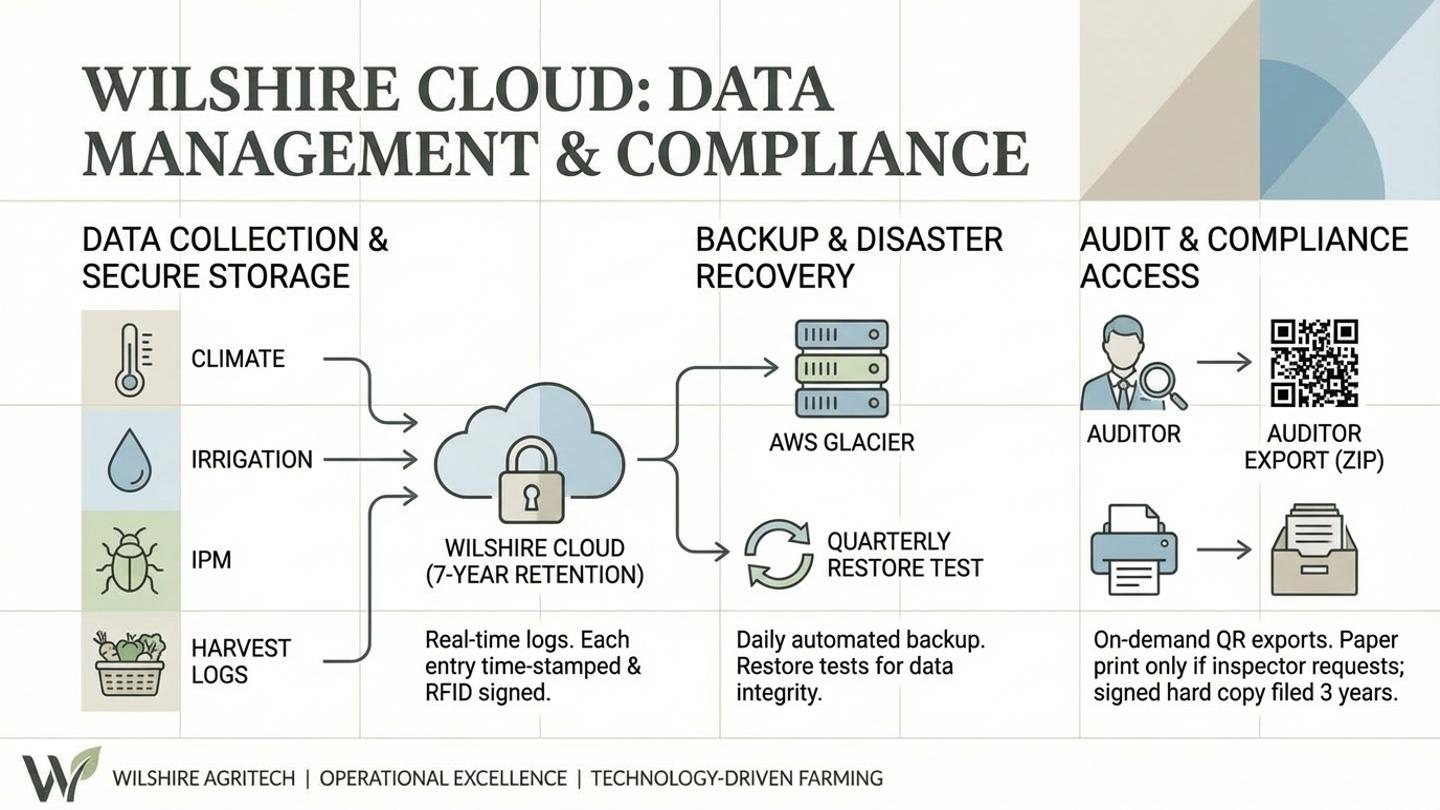 WILSHIRE CLOUD: DATA
MANAGEMENT & COMPLIANCE
DATA COLLECTION &
SECURE STORAGE
CLIMATE
IRRIGATION
IPM
HARVEST
LOGS
WILSHIRE CLOUD
(7-YEAR RETENTION)
Real-time logs. Each
entry time-stamped &
RFID signed.
BACKUP & DISASTER
RECOVERY
AWS GLACIER
QUARTERLY
RESTORE TEST
Daily automated backup.
Restore tests for data
integrity.
AUDIT & COMPLIANCE
ACCESS
AUDITOR
AUDITOR
EXPORT (ZIP)
On-demand QR exports. Paper
print only if inspector requests;
signed hard copy filed 3 years.
W WILSHIRE AGRITECH | OPERATIONAL EXCELLENCE | TECHNOLOGY-DRIVEN FARMING